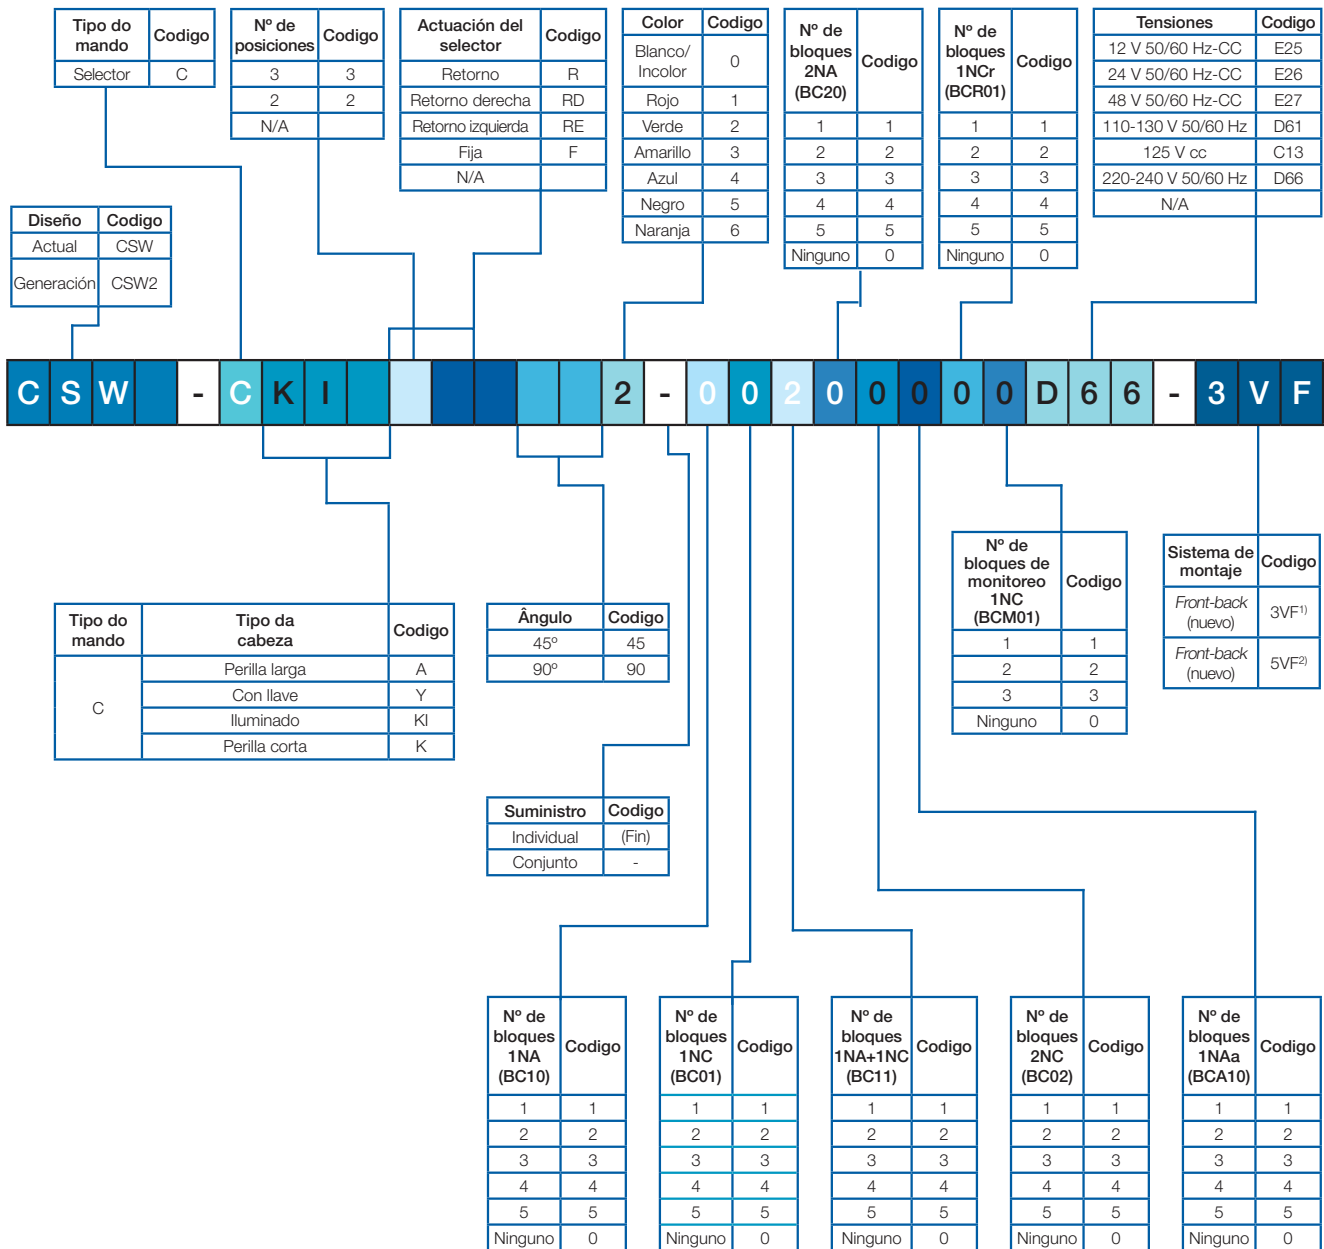 Tipo do mando Codigo
Selector C
Nº de posiciones Codigo
3 3
2 2
N/A
Actuación del selector Codigo
Retorno R
Retorno derecha RD
Retorno izquierda RE
Fija F
N/A
Color Codigo
Blanco/ Incolor 0
Rojo 1
Verde 2
Amarillo 3
Azul 4
Negro 5
Naranja 6
Nº de bloques 2NA (BC20) Codigo
1 1
2 2
3 3
4 4
5 5
Ninguno 0
Nº de bloques 1NCr (BCR01) Codigo
1 1
2 2
3 3
4 4
5 5
Ninguno 0
Tensiones Codigo
12 V 50/60 Hz-CC E25
24 V 50/60 Hz-CC E26
48 V 50/60 Hz-CC E27
110-130 V 50/60 Hz D61
125 V cc C13
220-240 V 50/60 Hz D66
N/A
Diseño Codigo
Actual CSW
Generación CSW2
C S W - C K I 2 - 0 0 2 0 0 0 0 0 D 6 6 - 3 V F
Tipo do mando Tipo da cabeza Codigo
C
Perilla larga A
Con llave Y
Iluminado KI
Perilla corta K
Ângulo Codigo
45º 45
90º 90
Nº de bloques de monitoreo 1NC (BCM01) Codigo
1 1
2 2
3 3
Ninguno 0
Sistema de montaje Codigo
Front-back (nuevo) 3VF1)
Front-back (nuevo) 5VF2)
Suministro Codigo
Individual (Fin)
Conjunto -
Nº de bloques 1NA (BC10) Codigo
1 1
2 2
3 3
4 4
5 5
Ninguno 0
Nº de bloques 1NC (BC01) Codigo
1 1
2 2
3 3
4 4
5 5
Ninguno 0
Nº de bloques 1NA+1NC (BC11) Codigo
1 1
2 2
3 3
4 4
5 5
Ninguno 0
Nº de bloques 2NC (BC02) Codigo
1 1
2 2
3 3
4 4
5 5
Ninguno 0
Nº de bloques 1NAa (BCA10) Codigo
1 1
2 2
3 3
4 4
5 5
Ninguno 0